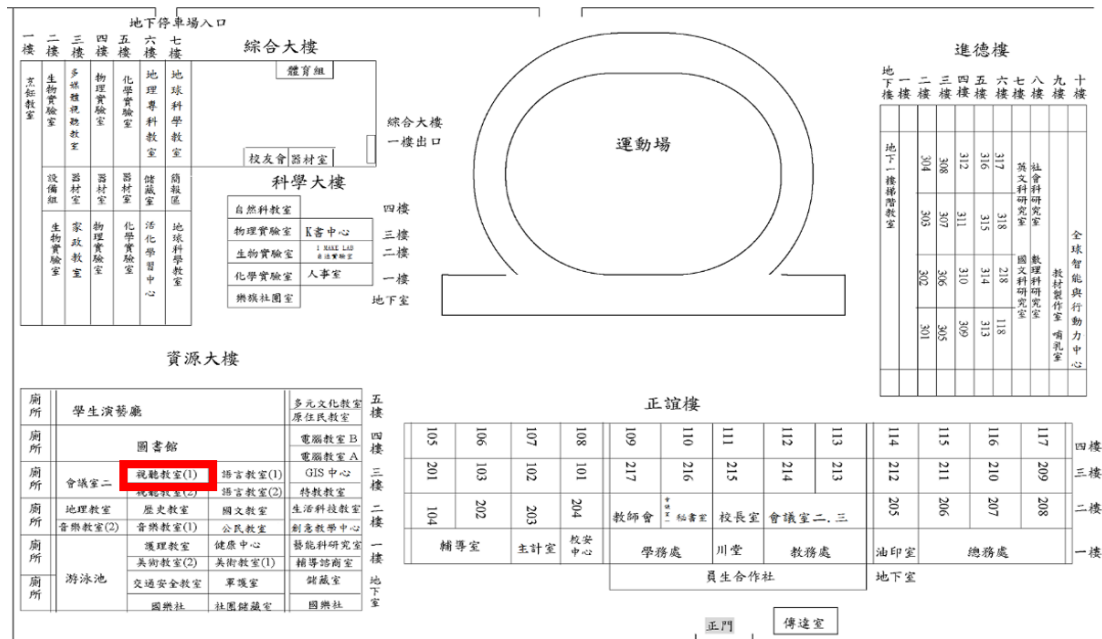 地下停車場入口
一樓 二樓 三樓 四樓 五樓 六樓 七樓
綜合大樓
體育組
烹飪教室 生物實驗室 多媒體視聽教室 物理實驗室 化學實驗室 地理專科教室 地球科學教室
綜合大樓
一樓出口
校友會 器材室
設備組 器材室 器材室 器材室 儲藏室 簡報區
生物實驗室 家政教室 物理實驗室 化學實驗室 活化學習中心 地球科學教室
科學大樓
自然科教室 四樓
物理實驗室 K書中心 三樓
生物實驗室 I MAKE LAB 自造實驗室 二樓
化學實驗室 人事室 一樓
樂旗社團室 地下室
運動場
進德樓
地下樓 一樓 二樓 三樓 四樓 五樓 六樓 七樓 八樓 九樓 十樓
地下一樓階梯教室
304 308 312 316 317 英文科研究室 社會科研究室
303 307 311 315 318
302 306 310 314 218 國文科研究室 數理科研究室
301 305 309 313 118
教材製作室 哺乳室
全球智能與行動力中心
資源大樓
廁所 學生演藝廳 多元文化教室 五樓
原住民教室
廁所 圖書館 電腦教室 B 四樓
電腦教室 A
廁所 會議室二 視聽教室(1) 語言教室(1) GIS 中心 三樓
視聽教室(2) 語言教室(2) 特教教室
廁所 地理教室 歷史教室 國文教室 生活科技教室 二樓
音樂教室(2) 音樂教室(1) 公民教室 創意教學中心
廁所 游泳池 護理教室 健康中心 藝能科研究室 一樓
美術教室(2) 美術教室(1) 輔導諮商室
廁所 交通安全教室 軍護室 儲藏室 地下室
國樂社 社團儲藏室 國樂社
正誼樓
105 106 107 108 109 110 111 112 113 114 115 116 117 四樓
201 103 102 101 217 216 215 214 213 212 211 210 209 三樓
104 202 203 204 教師會 會議室一 秘書室 校長室 會議室二.三 205 206 207 208 二樓
輔導室 主計室 校安中心 學務處 川堂 教務處 油印室 總務處 一樓
員生合作社 地下室
正門 傳達室